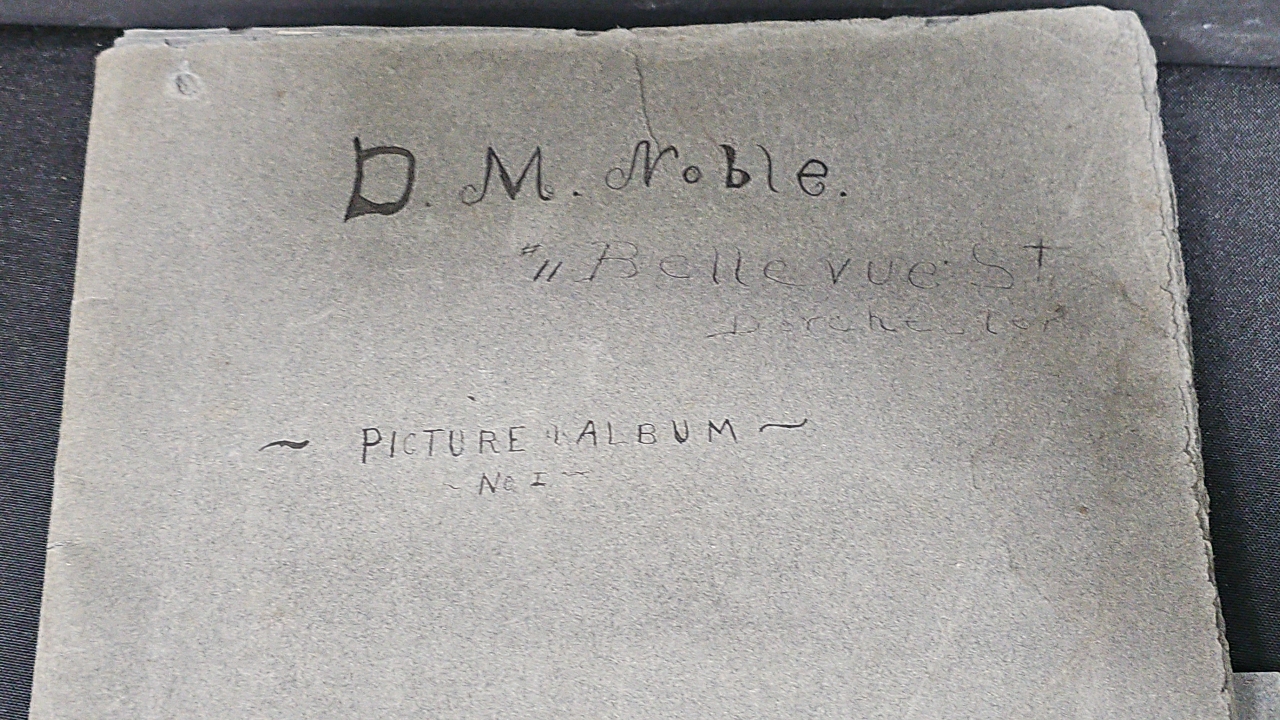 D. M. Noble.
#11 Bellevue St
Dorchester
~ PICTURE ALBUM ~
~ No I ~